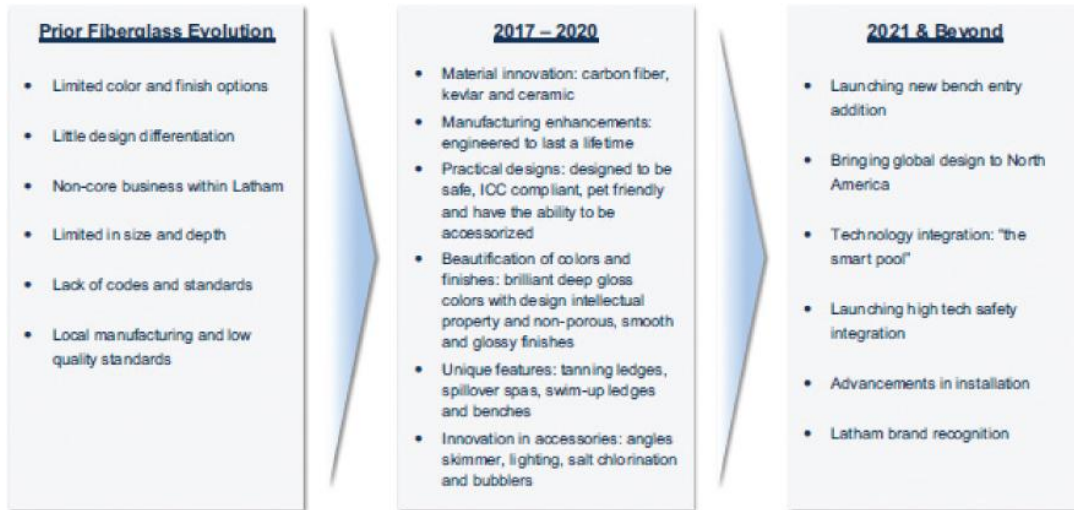 Prior Fiberglass Evolution
• Limited color and finish options
• Little design differentiation
• Non-core business within Latham
• Limited in size and depth
• Lack of codes and standards
• Local manufacturing and low
quality standards
2017 – 2020
• Material innovation: carbon fiber,
kevlar and ceramic
• Manufacturing enhancements:
engineered to last a lifetime
• Practical designs: designed to be
safe, ICC compliant, pet friendly
and have the ability to be
accessorized
• Beautification of colors and
finishes: brilliant deep gloss
colors with design intellectual
property and non-porous, smooth
and glossy finishes
• Unique features: tanning ledges,
spillover spas, swim-up ledges
and benches
• Innovation in accessories: angles
skimmer, lighting, salt chlorination
and bubblers
2021 & Beyond
• Launching new bench entry
addition
• Bringing global design to North
America
• Technology integration: "the
smart pool"
• Launching high tech safety
integration
• Advancements in installation
• Latham brand recognition